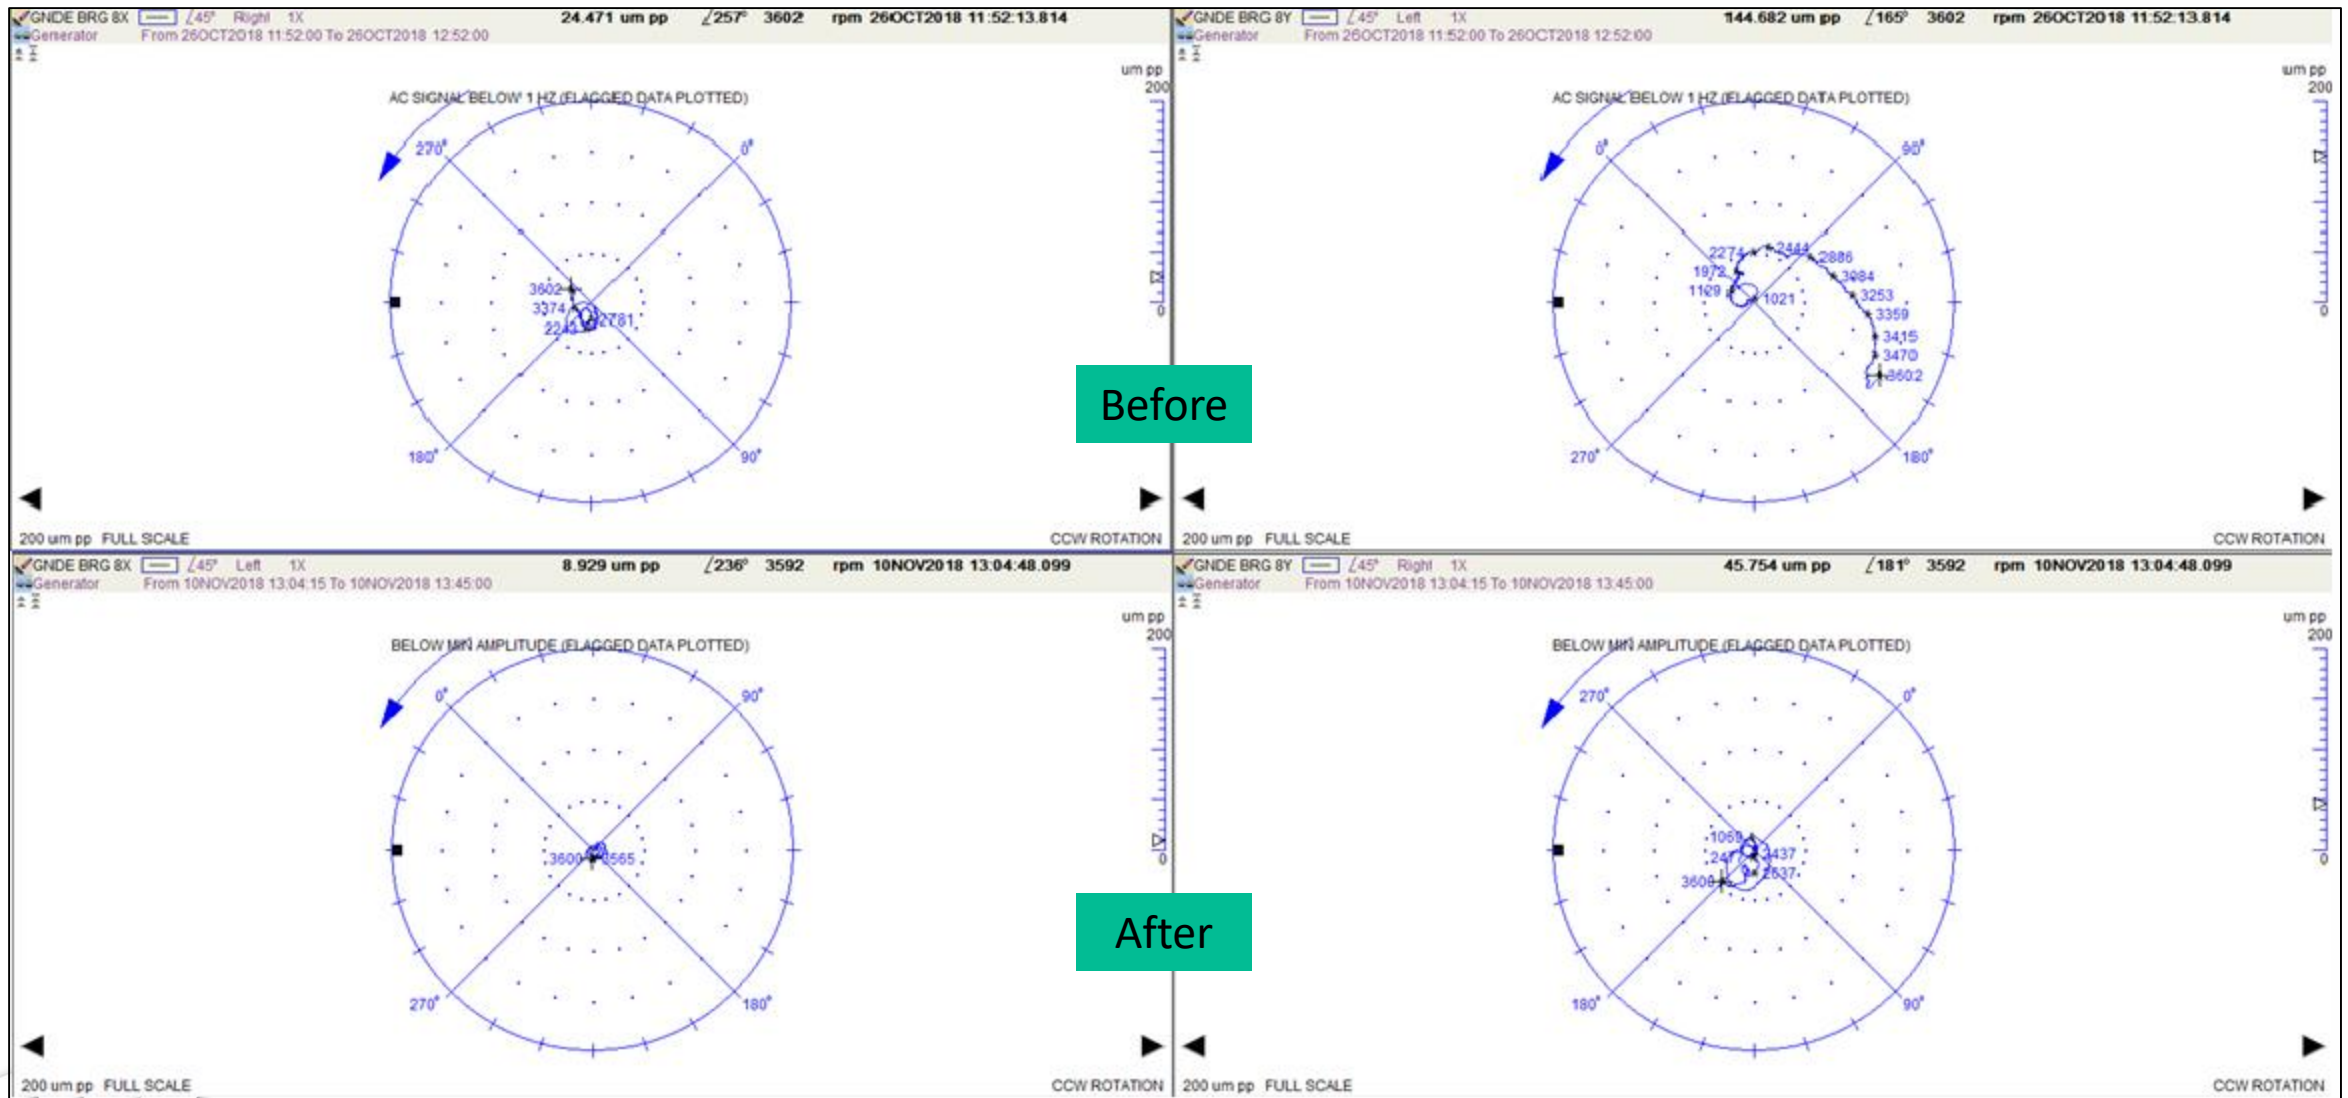 GNDE BRG 8X ∠45° Right 1X 24.471 um pp ∠257° 3602 rpm 26OCT2018 11:52:13.814
Generator From 26OCT2018 11:52:00 To 26OCT2018 12:52:00
um pp
200
AC SIGNAL BELOW 1 HZ (FLAGGED DATA PLOTTED)
270° 0°
3602
3374
2781
0
180° 90°
200 um pp FULL SCALE CCW ROTATION
GNDE BRG 8Y ∠45° Left 1X 144.682 um pp ∠165° 3602 rpm 26OCT2018 11:52:13.814
Generator From 26OCT2018 11:52:00 To 26OCT2018 12:52:00
um pp
200
AC SIGNAL BELOW 1 HZ (FLAGGED DATA PLOTTED)
0° 90°
2274 2444
2886
1972 3084
1129 1021 3253
0
3359
3415
3470
3602
270° 180°
200 um pp FULL SCALE CCW ROTATION
Before
GNDE BRG 8X ∠45° Left 1X 8.929 um pp ∠236° 3592 rpm 10NOV2018 13:04:48.099
Generator From 10NOV2018 13:04:15 To 10NOV2018 13:45:00
um pp
200
BELOW MIN AMPLITUDE (FLAGGED DATA PLOTTED)
0° 90°
3600 3565
0
270° 180°
200 um pp FULL SCALE CCW ROTATION
GNDE BRG 8Y ∠45° Right 1X 45.754 um pp ∠181° 3592 rpm 10NOV2018 13:04:48.099
Generator From 10NOV2018 13:04:15 To 10NOV2018 13:45:00
um pp
200
BELOW MIN AMPLITUDE (FLAGGED DATA PLOTTED)
270° 0°
1069
2637
3600
0
180° 90°
200 um pp FULL SCALE CCW ROTATION
After